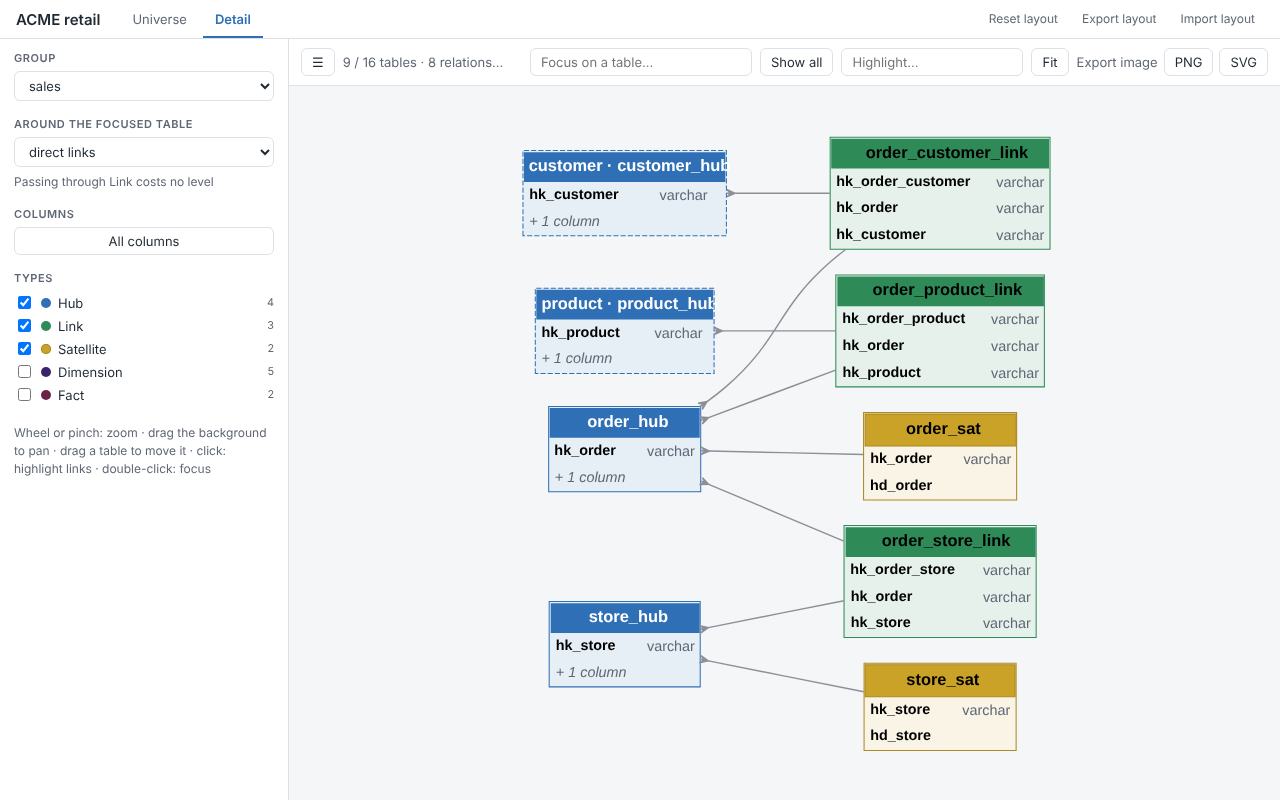 ACME retail
Universe
Detail
Reset layout
Export layout
Import layout
GROUP
sales
AROUND THE FOCUSED TABLE
direct links
Passing through Link costs no level
COLUMNS
All columns
TYPES
Hub 4
Link 3
Satellite 2
Dimension 5
Fact 2
Wheel or pinch: zoom · drag the background
to pan · drag a table to move it · click:
highlight links · double-click: focus
☰
9 / 16 tables · 8 relations…
Focus on a table…
Show all
Highlight…
Fit
Export image
PNG
SVG
customer · customer_hub
hk_customer varchar
+ 1 column
order_customer_link
hk_order_customer varchar
hk_order varchar
hk_customer varchar
product · product_hub
hk_product varchar
+ 1 column
order_product_link
hk_order_product varchar
hk_order varchar
hk_product varchar
order_hub
hk_order varchar
+ 1 column
order_sat
hk_order varchar
hd_order
order_store_link
hk_order_store varchar
hk_order varchar
hk_store varchar
store_hub
hk_store varchar
+ 1 column
store_sat
hk_store varchar
hd_store